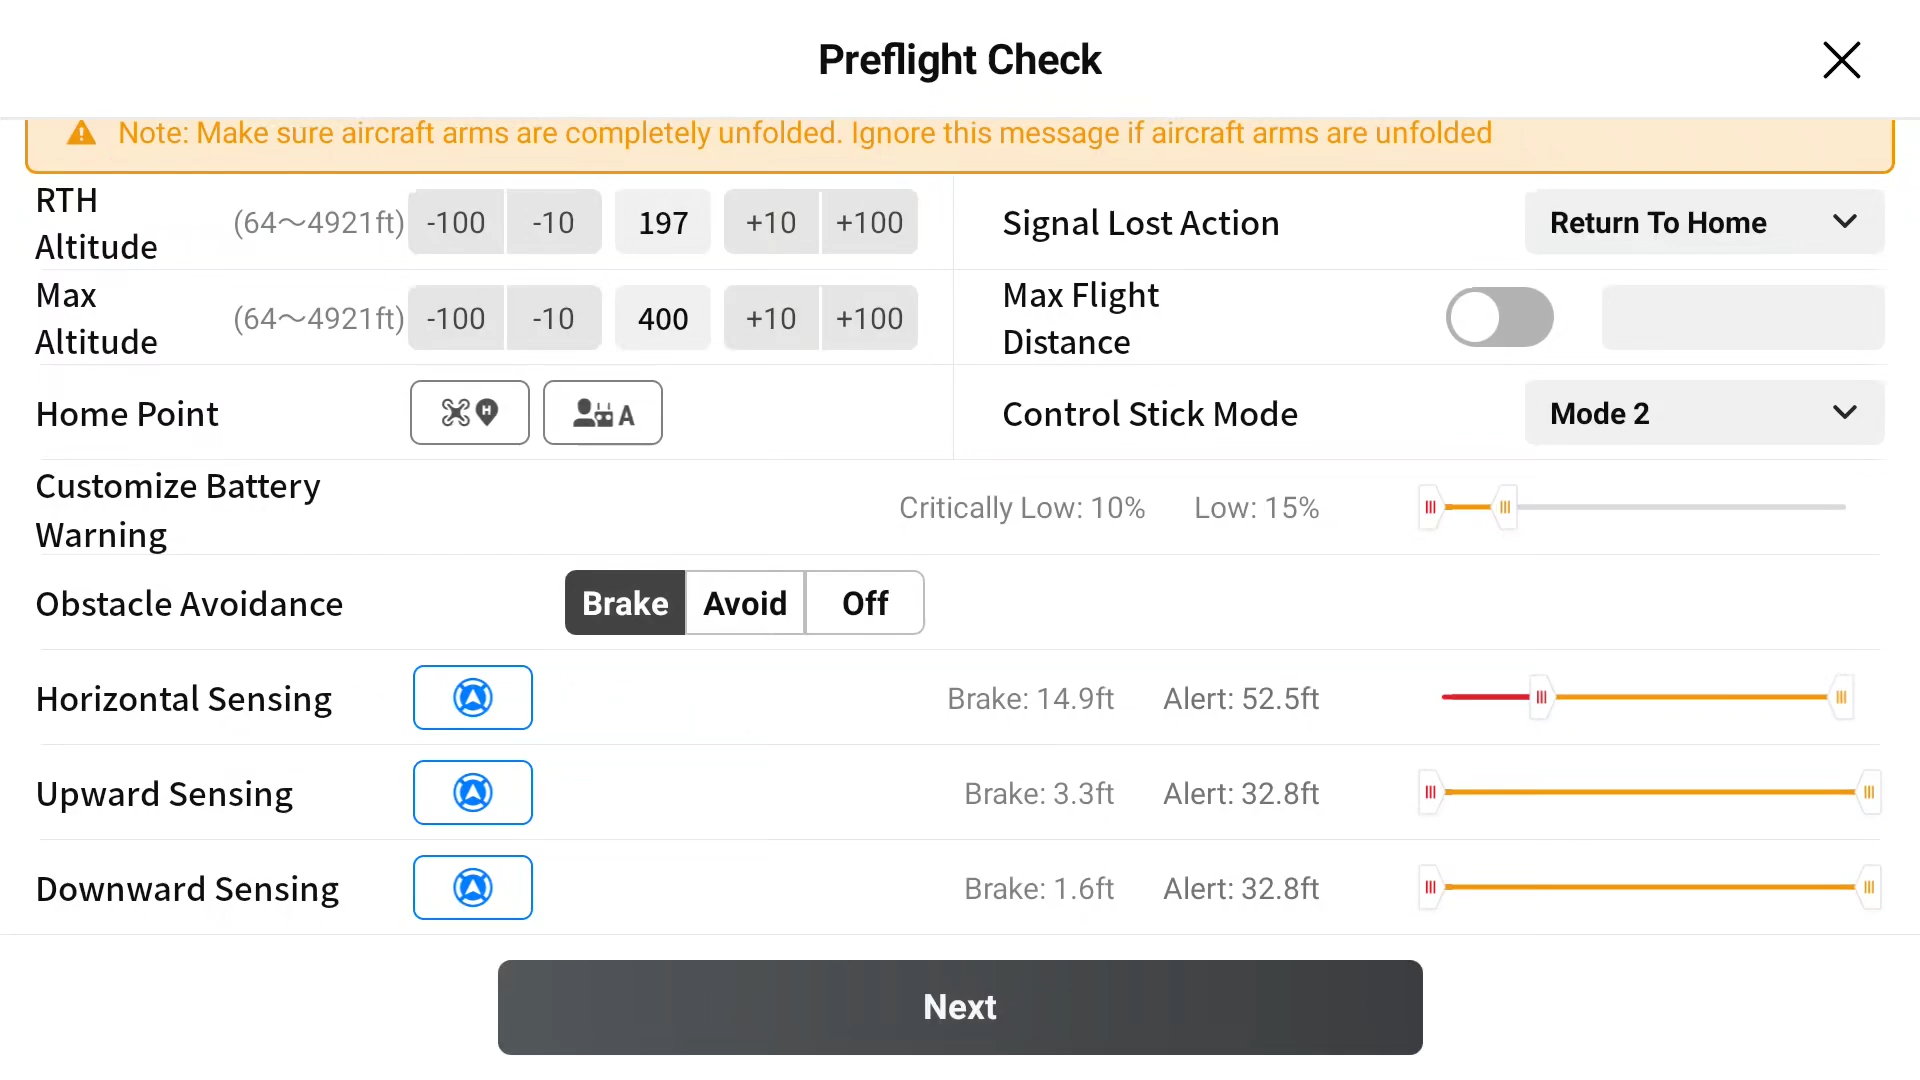 Preflight Check
Note: Make sure aircraft arms are completely unfolded. Ignore this message if aircraft arms are unfolded
RTH
Altitude
(64～4921ft)
-100
-10
197
+10
+100
Signal Lost Action
Return To Home
Max
Altitude
(64～4921ft)
-100
-10
400
+10
+100
Max Flight
Distance
Home Point
H
A
Control Stick Mode
Mode 2
Customize Battery
Warning
Critically Low: 10%
Low: 15%
Obstacle Avoidance
Brake
Avoid
Off
Horizontal Sensing
Brake: 14.9ft
Alert: 52.5ft
Upward Sensing
Brake: 3.3ft
Alert: 32.8ft
Downward Sensing
Brake: 1.6ft
Alert: 32.8ft
Next